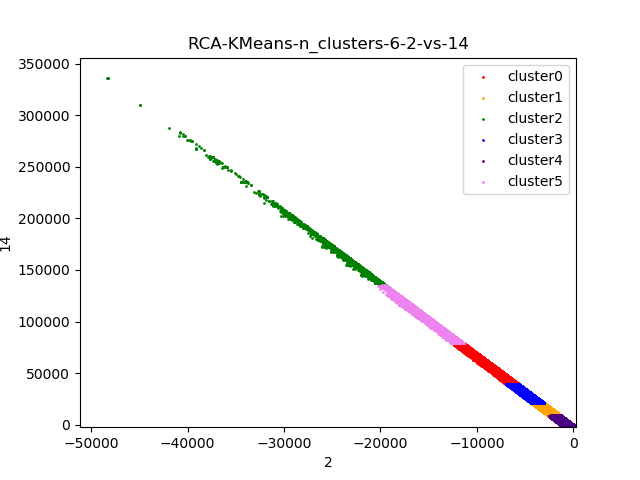 RCA-KMeans-n_clusters-6-2-vs-14
350000
300000
250000
200000
150000
100000
50000
0
14
cluster0
cluster1
cluster2
cluster3
cluster4
cluster5
−50000 −40000 −30000 −20000 −10000 0
2